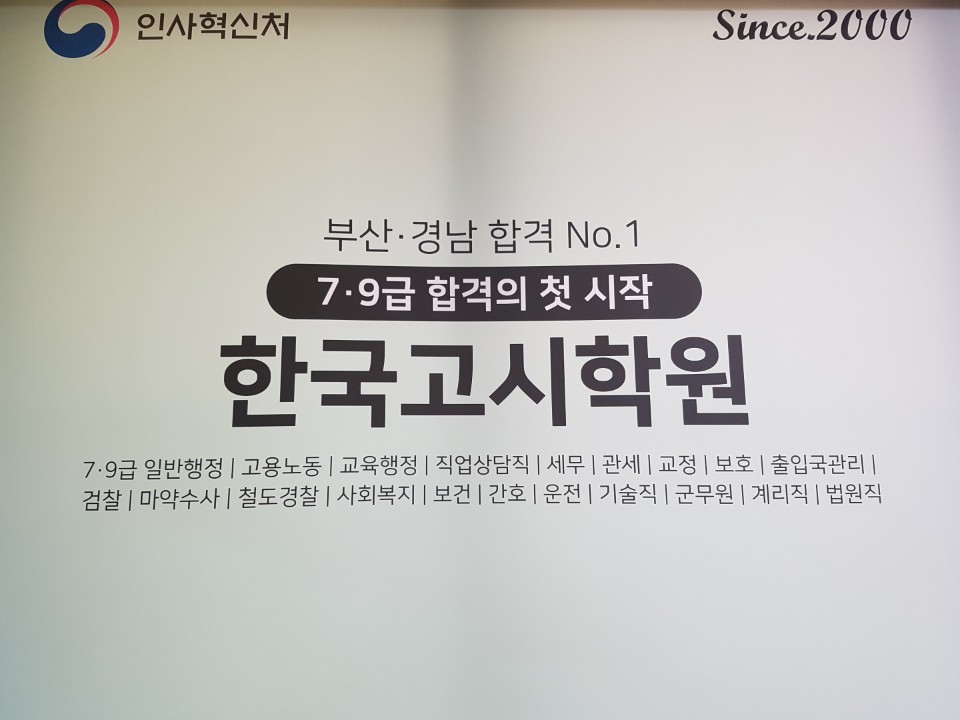 인사혁신처
Since.2000
부산·경남 합격 No.1
7·9급 합격의 첫 시작
한국고시학원
7·9급 일반행정 | 고용노동 | 교육행정 | 직업상담직 | 세무 | 관세 | 교정 | 보호 | 출입국관리 |
검찰 | 마약수사 | 철도경찰 | 사회복지 | 보건 | 간호 | 운전 | 기술직 | 군무원 | 계리직 | 법원직